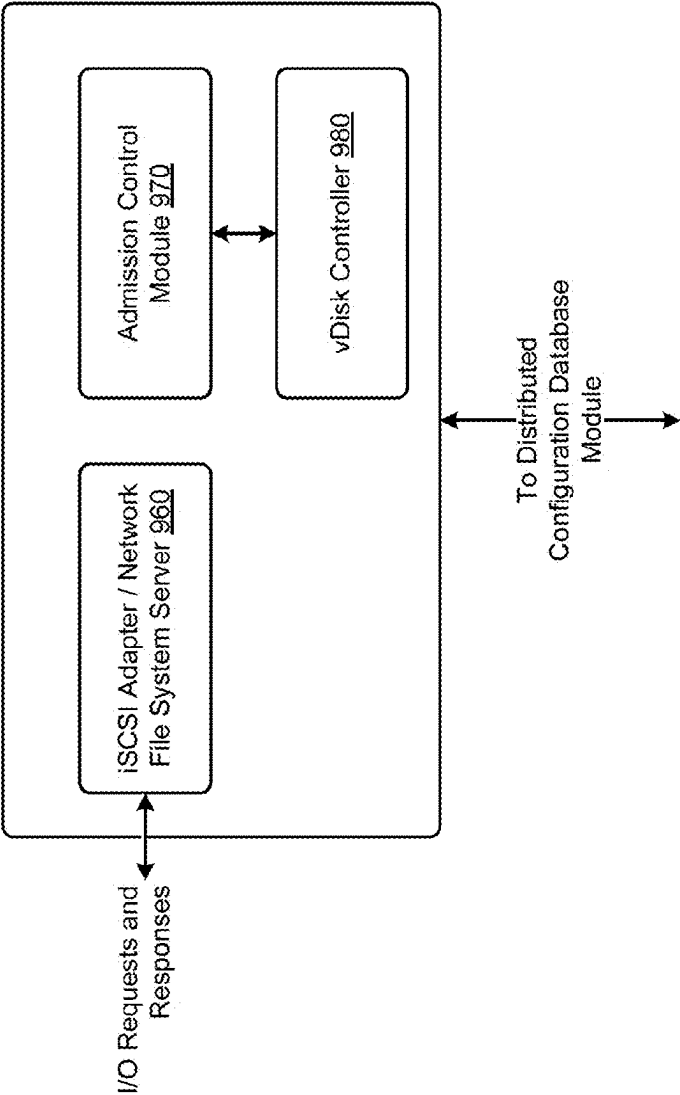 I/O Requests and
Responses
iSCSI Adapter / Network
File System Server 960
Admission Control
Module 970
vDisk Controller 980
To Distributed
Configuration Database
Module